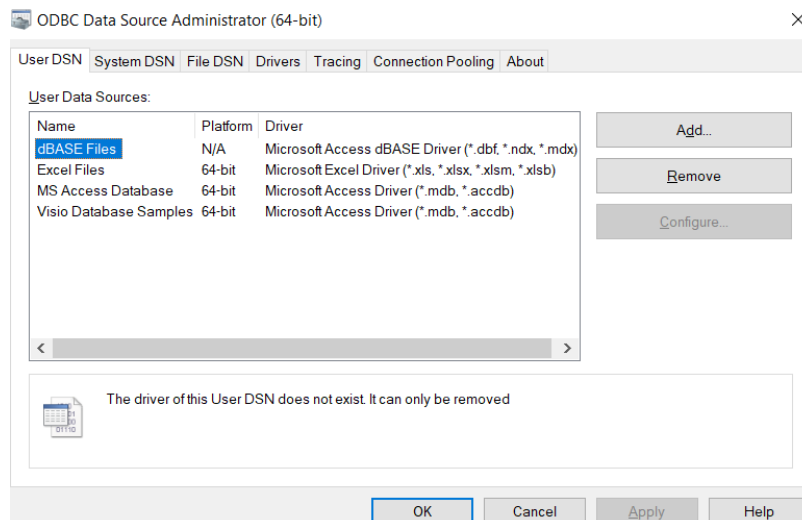 ODBC Data Source Administrator (64-bit)
User DSN System DSN File DSN Drivers Tracing Connection Pooling About
User Data Sources:
Name Platform Driver
dBASE Files N/A Microsoft Access dBASE Driver (*.dbf, *.ndx, *.mdx)
Excel Files 64-bit Microsoft Excel Driver (*.xls, *.xlsx, *.xlsm, *.xlsb)
MS Access Database 64-bit Microsoft Access Driver (*.mdb, *.accdb)
Visio Database Samples 64-bit Microsoft Access Driver (*.mdb, *.accdb)
Add...
Remove
Configure...
The driver of this User DSN does not exist. It can only be removed
OK Cancel Apply Help